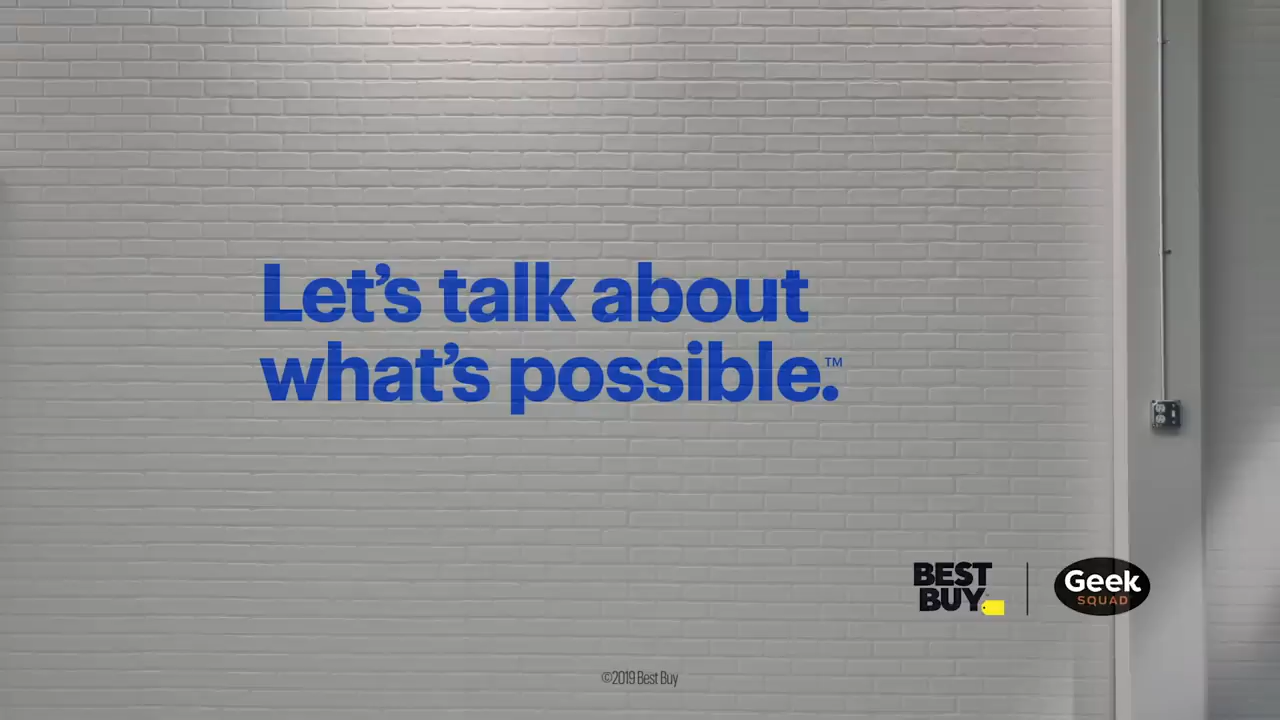 Let's talk about
what's possible.™
BEST
BUY
Geek
SQUAD
©2019 Best Buy